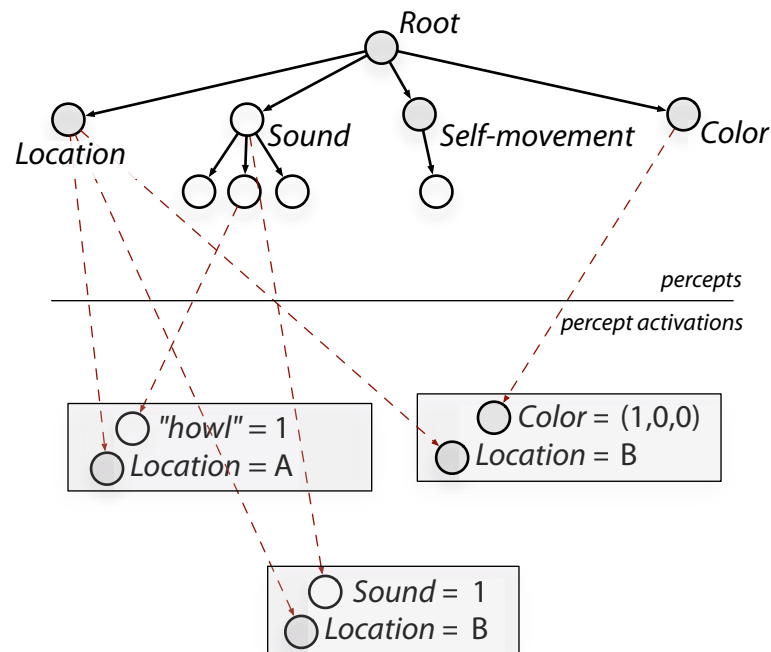 Root
Location
Sound
Self-movement
Color
percepts
percept activations
"howl" = 1
Location = A
Color = (1,0,0)
Location = B
Sound = 1
Location = B